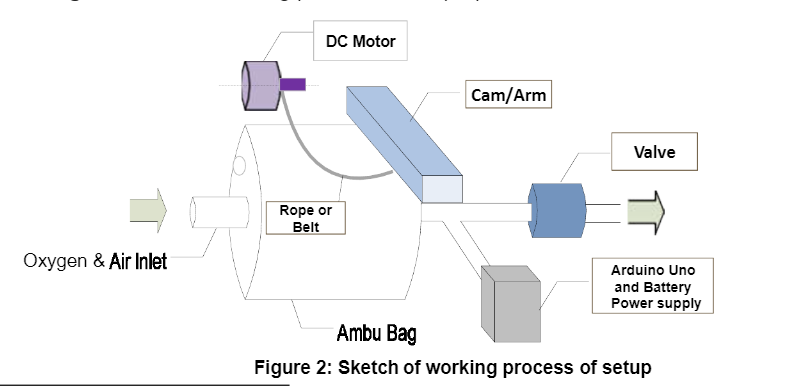 DC Motor
Cam/Arm
Valve
Rope or
Belt
Oxygen & Air Inlet
Arduino Uno
and Battery
Power supply
Ambu Bag
Figure 2: Sketch of working process of setup